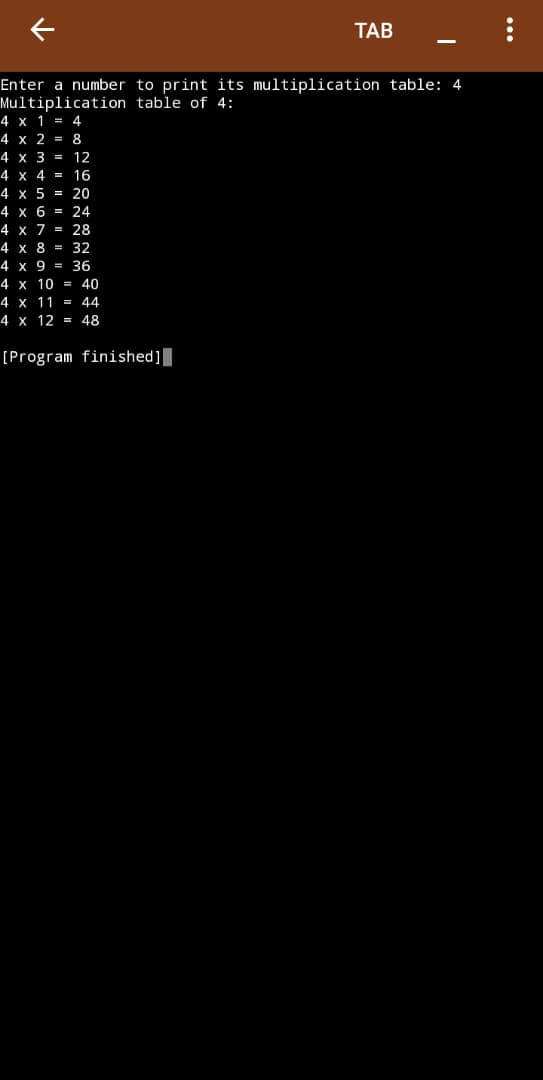 TAB
Enter a number to print its multiplication table: 4
Multiplication table of 4:
4 x 1 = 4
4 x 2 = 8
4 x 3 = 12
4 x 4 = 16
4 x 5 = 20
4 x 6 = 24
4 x 7 = 28
4 x 8 = 32
4 x 9 = 36
4 x 10 = 40
4 x 11 = 44
4 x 12 = 48
[Program finished]